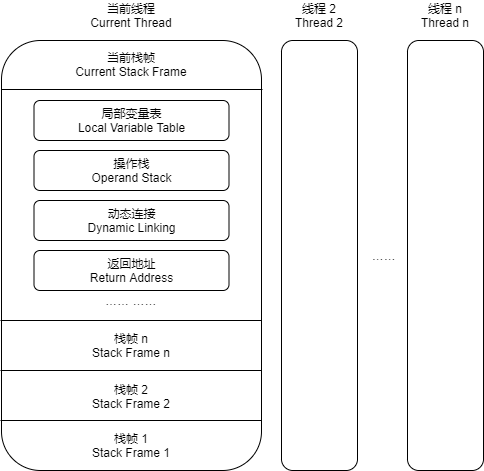 当前线程
Current Thread
线程 2
Thread 2
线程 n
Thread n
当前栈帧
Current Stack Frame
局部变量表
Local Variable Table
操作栈
Operand Stack
动态连接
Dynamic Linking
返回地址
Return Address
…… ……
……
栈帧 n
Stack Frame n
栈帧 2
Stack Frame 2
栈帧 1
Stack Frame 1